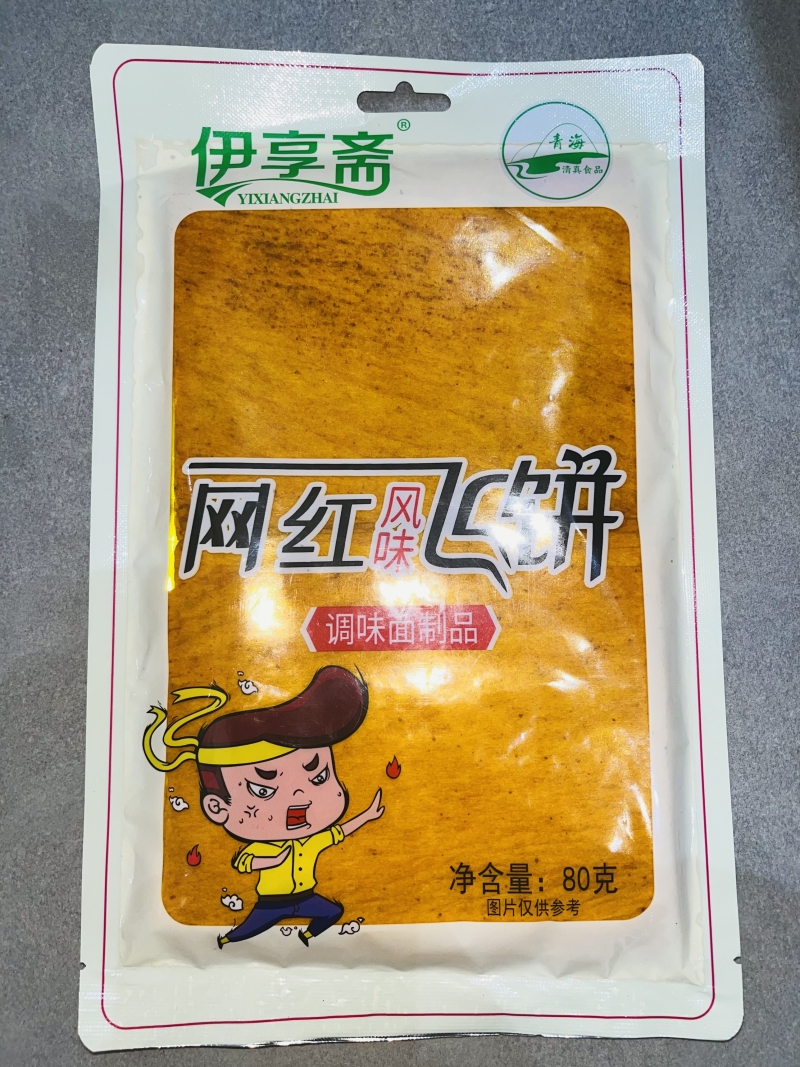 伊享斋®
YIXIANGZHAI
青海
清真食品
网红风味飞饼
调味面制品
净含量：80克
图片仅供参考